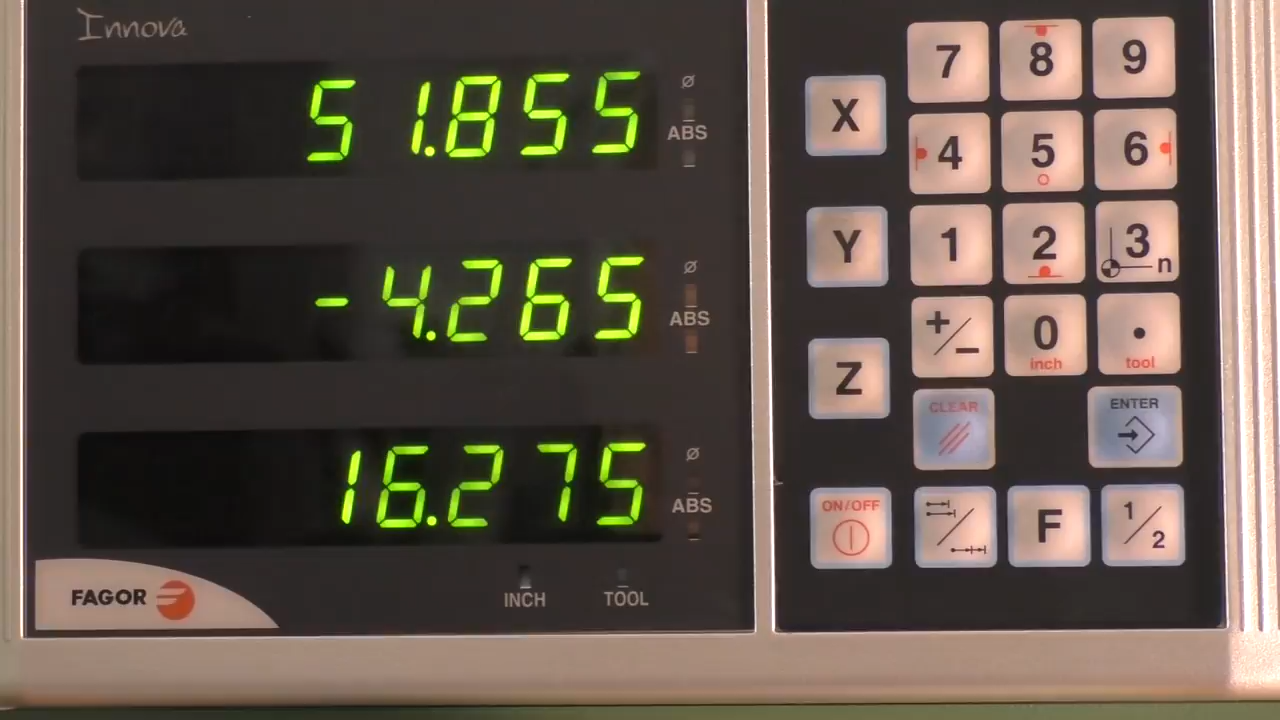 Innova
51.855
Ø
ABS
-4.265
Ø
ABS
16.275
Ø
ABS
FAGOR
INCH
TOOL
7 8 9
X
4 5 6
Y
1 2 3 n
+/- 0 inch . tool
Z
CLEAR
ENTER
ON/OFF
F
1/2